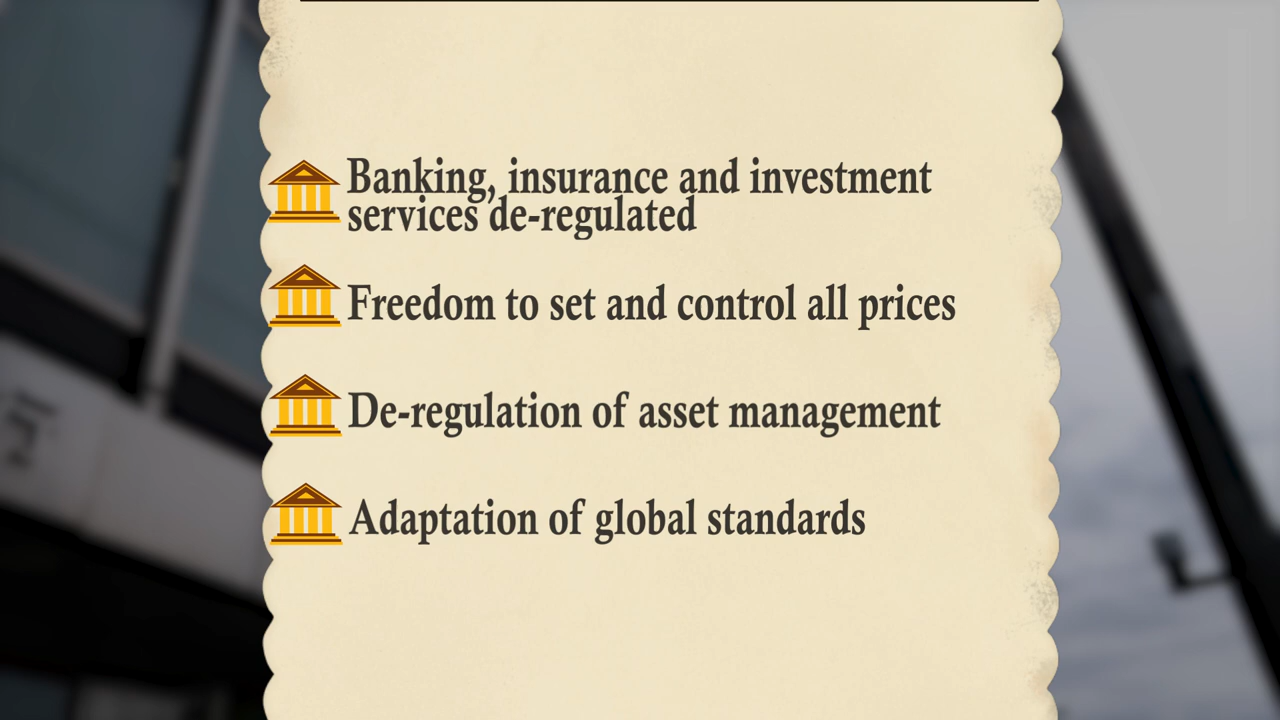 Banking, insurance and investment
services de-regulated
Freedom to set and control all prices
De-regulation of asset management
Adaptation of global standards